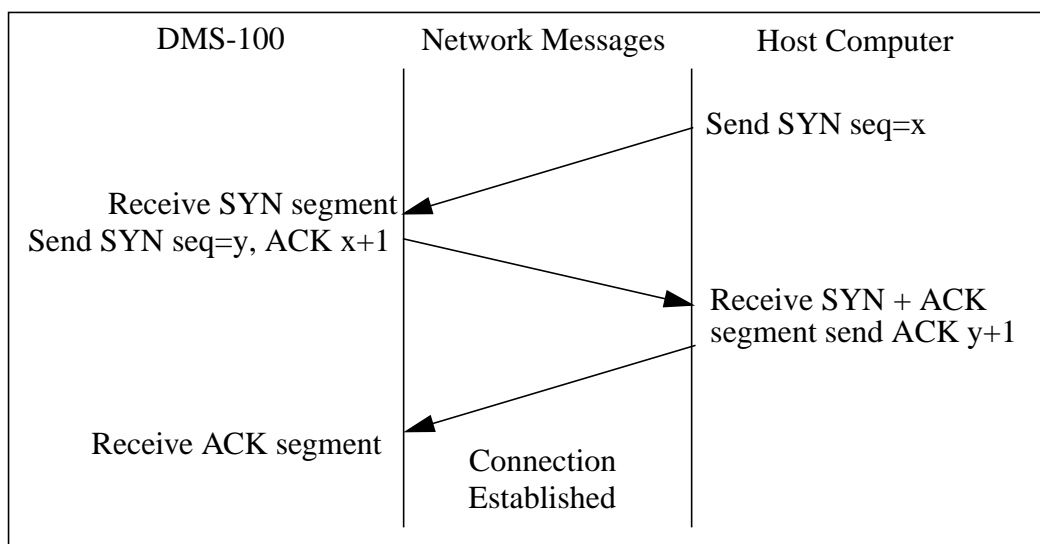 DMS-100
Network Messages
Host Computer
Send SYN seq=x
Receive SYN segment
Send SYN seq=y, ACK x+1
Receive SYN + ACK
segment send ACK y+1
Receive ACK segment
Connection
Established